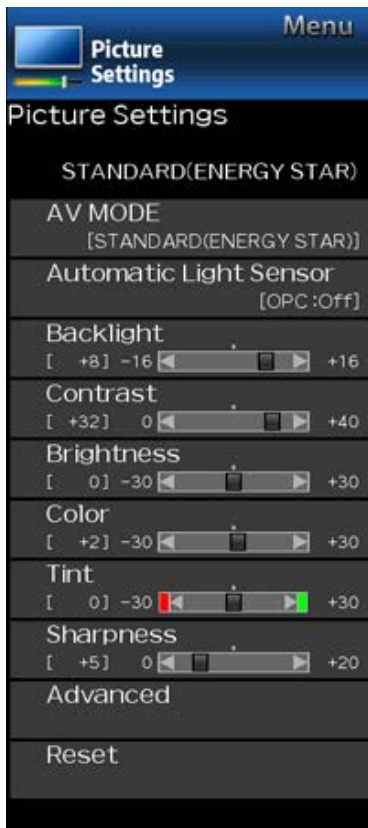 Menu
Picture
Settings
Picture Settings
STANDARD(ENERGY STAR)
AV MODE
[STANDARD(ENERGY STAR)]
Automatic Light Sensor
[OPC:Off]
Backlight
[ +8] -16 +16
Contrast
[ +32] 0 +40
Brightness
[ 0] -30 +30
Color
[ +2] -30 +30
Tint
[ 0] -30 +30
Sharpness
[ +5] 0 +20
Advanced
Reset